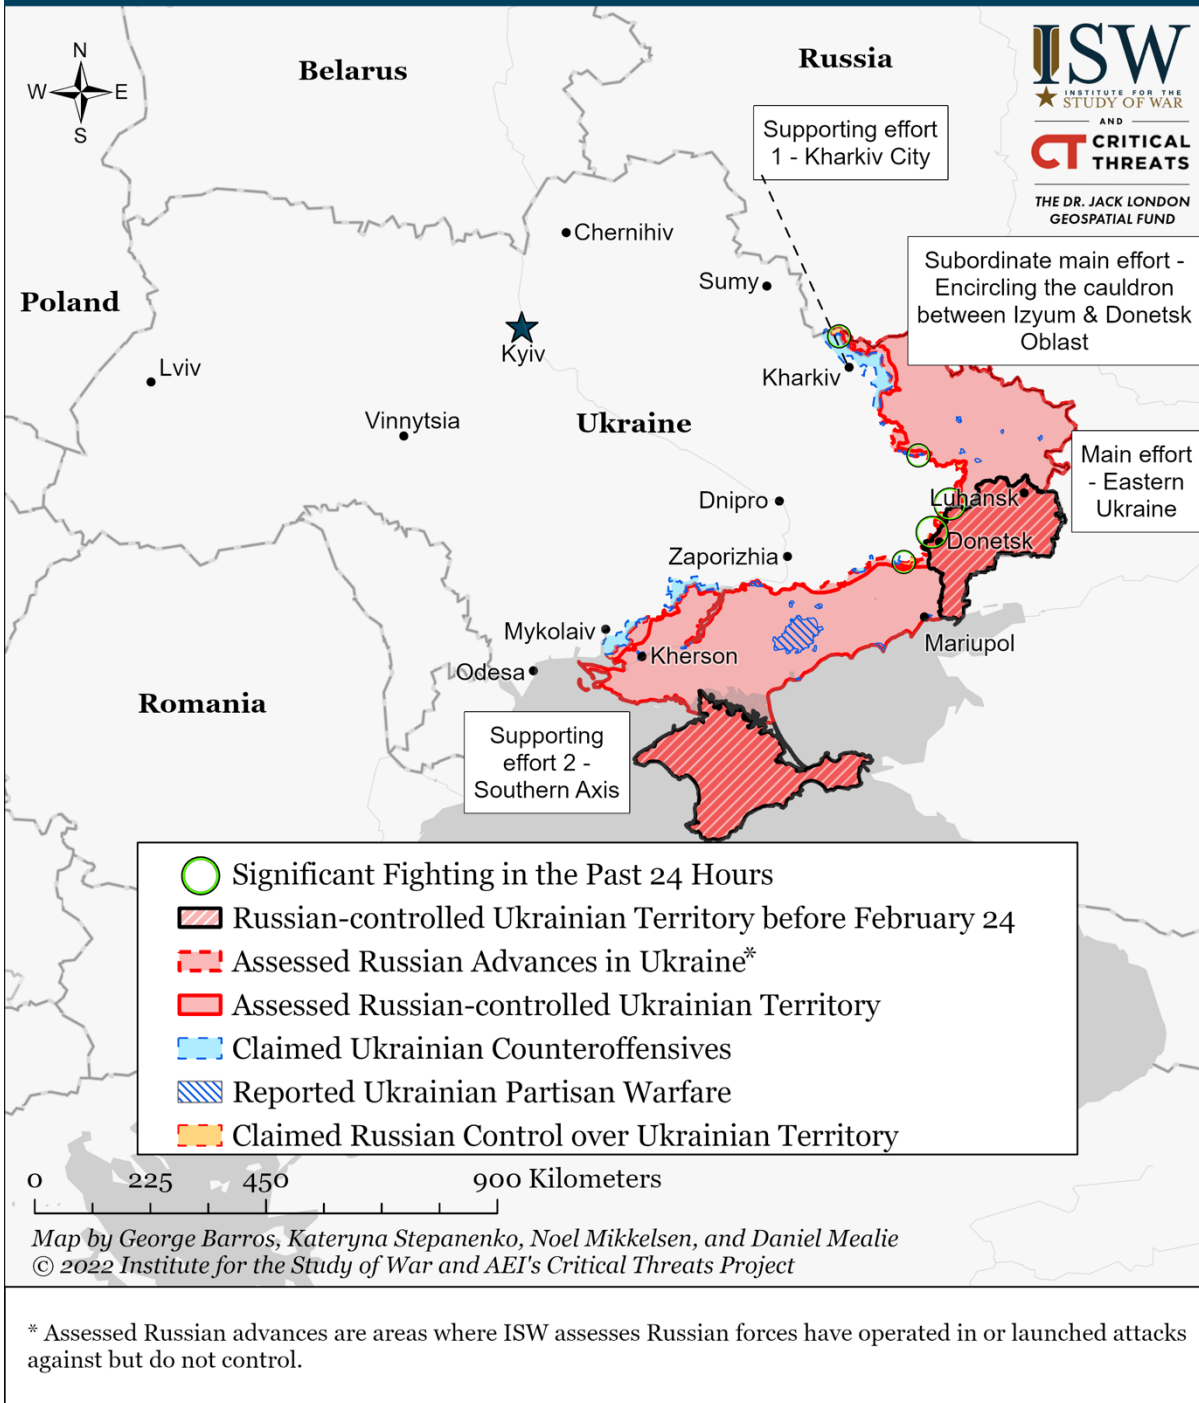 N
W
E
S
Belarus
Russia
ISW
INSTITUTE FOR THE
STUDY OF WAR
AND
CT CRITICAL
THREATS
THE DR. JACK LONDON
GEOSPATIAL FUND
Supporting effort
1 - Kharkiv City
Chernihiv
Sumy
Subordinate main effort -
Encircling the cauldron
between Izyum & Donetsk
Oblast
Poland
Kyiv
Lviv
Kharkiv
Vinnytsia
Ukraine
Main effort
- Eastern
Ukraine
Dnipro
Luhansk
Donetsk
Zaporizhia
Mykolaiv
Mariupol
Kherson
Odesa
Romania
Supporting
effort 2 -
Southern Axis
Significant Fighting in the Past 24 Hours
Russian-controlled Ukrainian Territory before February 24
Assessed Russian Advances in Ukraine*
Assessed Russian-controlled Ukrainian Territory
Claimed Ukrainian Counteroffensives
Reported Ukrainian Partisan Warfare
Claimed Russian Control over Ukrainian Territory
0 225 450 900 Kilometers
Map by George Barros, Kateryna Stepanenko, Noel Mikkelsen, and Daniel Mealie
© 2022 Institute for the Study of War and AEI's Critical Threats Project
* Assessed Russian advances are areas where ISW assesses Russian forces have operated in or launched attacks
against but do not control.